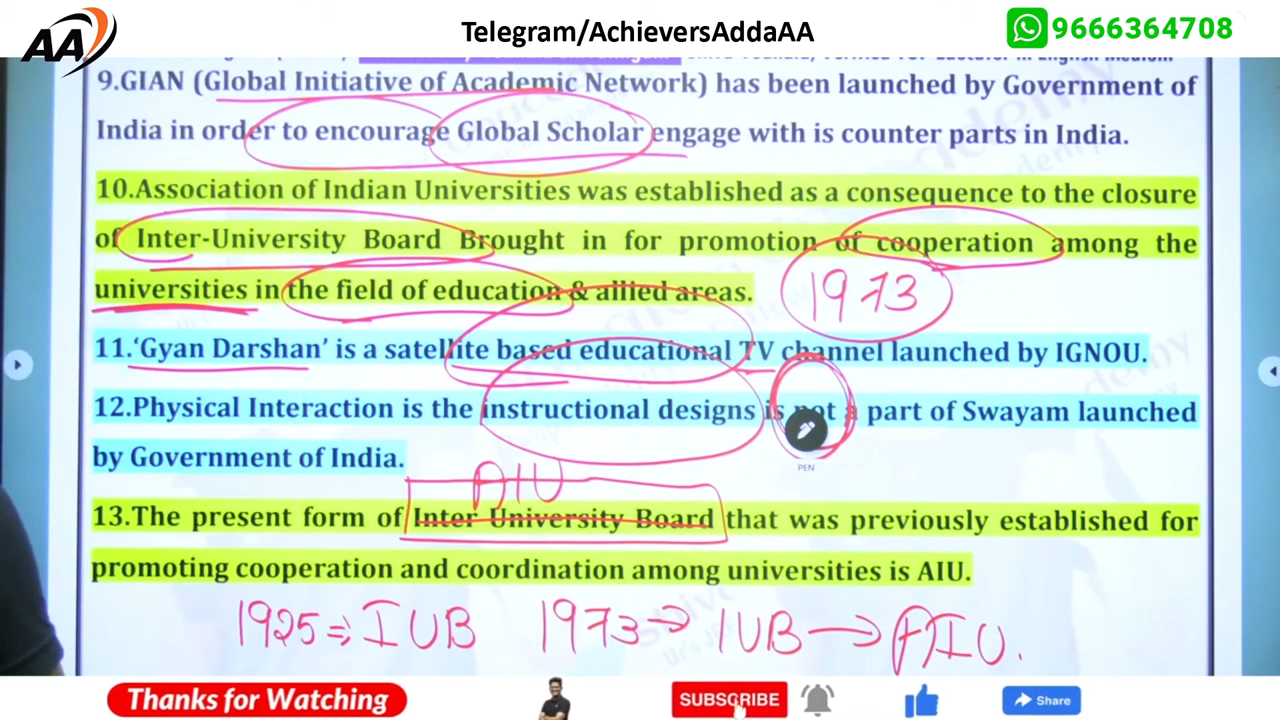 AA
Telegram/AchieversAddaAA
9666364708
9.GIAN (Global Initiative of Academic Network) has been launched by Government of
India in order to encourage Global Scholar engage with is counter parts in India.
10.Association of Indian Universities was established as a consequence to the closure
of Inter-University Board Brought in for promotion of cooperation among the
universities in the field of education & allied areas.
1973
11.‘Gyan Darshan’ is a satellite based educational TV channel launched by IGNOU.
12.Physical Interaction is the instructional designs is not a part of Swayam launched
by Government of India.
PEN
AIU
13.The present form of Inter University Board that was previously established for
promoting cooperation and coordination among universities is AIU.
1925 => IUB 1973 -> IUB -> AIU.
Thanks for Watching
SUBSCRIBE
Share